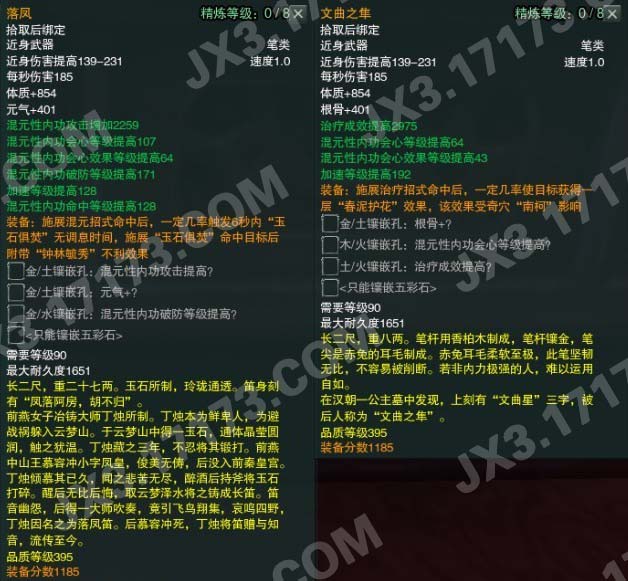 落凤 精炼等级：0 / 8
拾取后绑定
近身武器 笔类
近身伤害提高139-231 速度1.0
每秒伤害185
体质+854
元气+401
混元性内功攻击增加2259
混元性内功会心等级提高107
混元性内功会心效果等级提高64
混元性内功破防等级提高171
加速等级提高128
混元性内功命中等级提高128
装备：施展混元招式命中后，一定几率触发6秒内“玉
石俱焚”无调息时间，施展“玉石俱焚”命中目标后
附带“钟林毓秀”不利效果
金/土镶嵌孔：混元性内功攻击提高?
金/土镶嵌孔：元气+?
金/水镶嵌孔：混元性内功破防等级提高?
<只能镶嵌五彩石>
需要等级90
最大耐久度1651
长二尺，重二十七两。玉石所制，玲珑通透。笛身刻
有“凤落阿房，胡不归”。
前燕女子冶铸大师丁烛所制。丁烛本为鲜卑人，为避
战祸躲入云梦山。于云梦山中得一玉石，通体晶莹圆
润，触之犹温。丁烛藏之三年，不忍将其锻打。前燕
中山王慕容冲小字凤皇，俊美无俦，后没入前秦皇宫。
丁烛倾慕其已久，闻之悲苦无尽，醉酒后持斧将玉石
打碎。醒后无比后悔，取云梦泽水将之铸成长笛。笛
音幽怨，后得一大师吹奏，竟引飞鸟翔集，哀鸣四野，
丁烛因名之为落凤笛。后慕容冲死，丁烛将笛赠与知
音，流传至今。
品质等级395
装备分数1185
文曲之隼 精炼等级：0 / 8
拾取后绑定
近身武器 笔类
近身伤害提高139-231 速度1.0
每秒伤害185
体质+854
根骨+401
治疗成效提高2975
混元性内功会心等级提高64
混元性内功会心效果等级提高43
加速等级提高192
装备：施展治疗招式命中后，一定几率使目标获得一
层“春泥护花”效果，该效果受奇穴“南柯”影响
金/土镶嵌孔：根骨+?
木/火镶嵌孔：混元性内功会心等级提高?
土/火镶嵌孔：治疗成效提高?
<只能镶嵌五彩石>
需要等级90
最大耐久度1651
长二尺，重八两。笔杆用香柏木制成，笔杆镶金，笔
尖是赤兔的耳毛制成。赤兔耳毛柔软至极，此笔坚韧
无比，不容易被削断。若非内力极强的人，难以运用
自如。
在汉朝一公主墓中发现，上刻有“文曲星”三字，被
后人称为“文曲之隼”。
品质等级395
装备分数1185
JX3.17173.COM
JX3.17173.COM
JX3.17173.COM